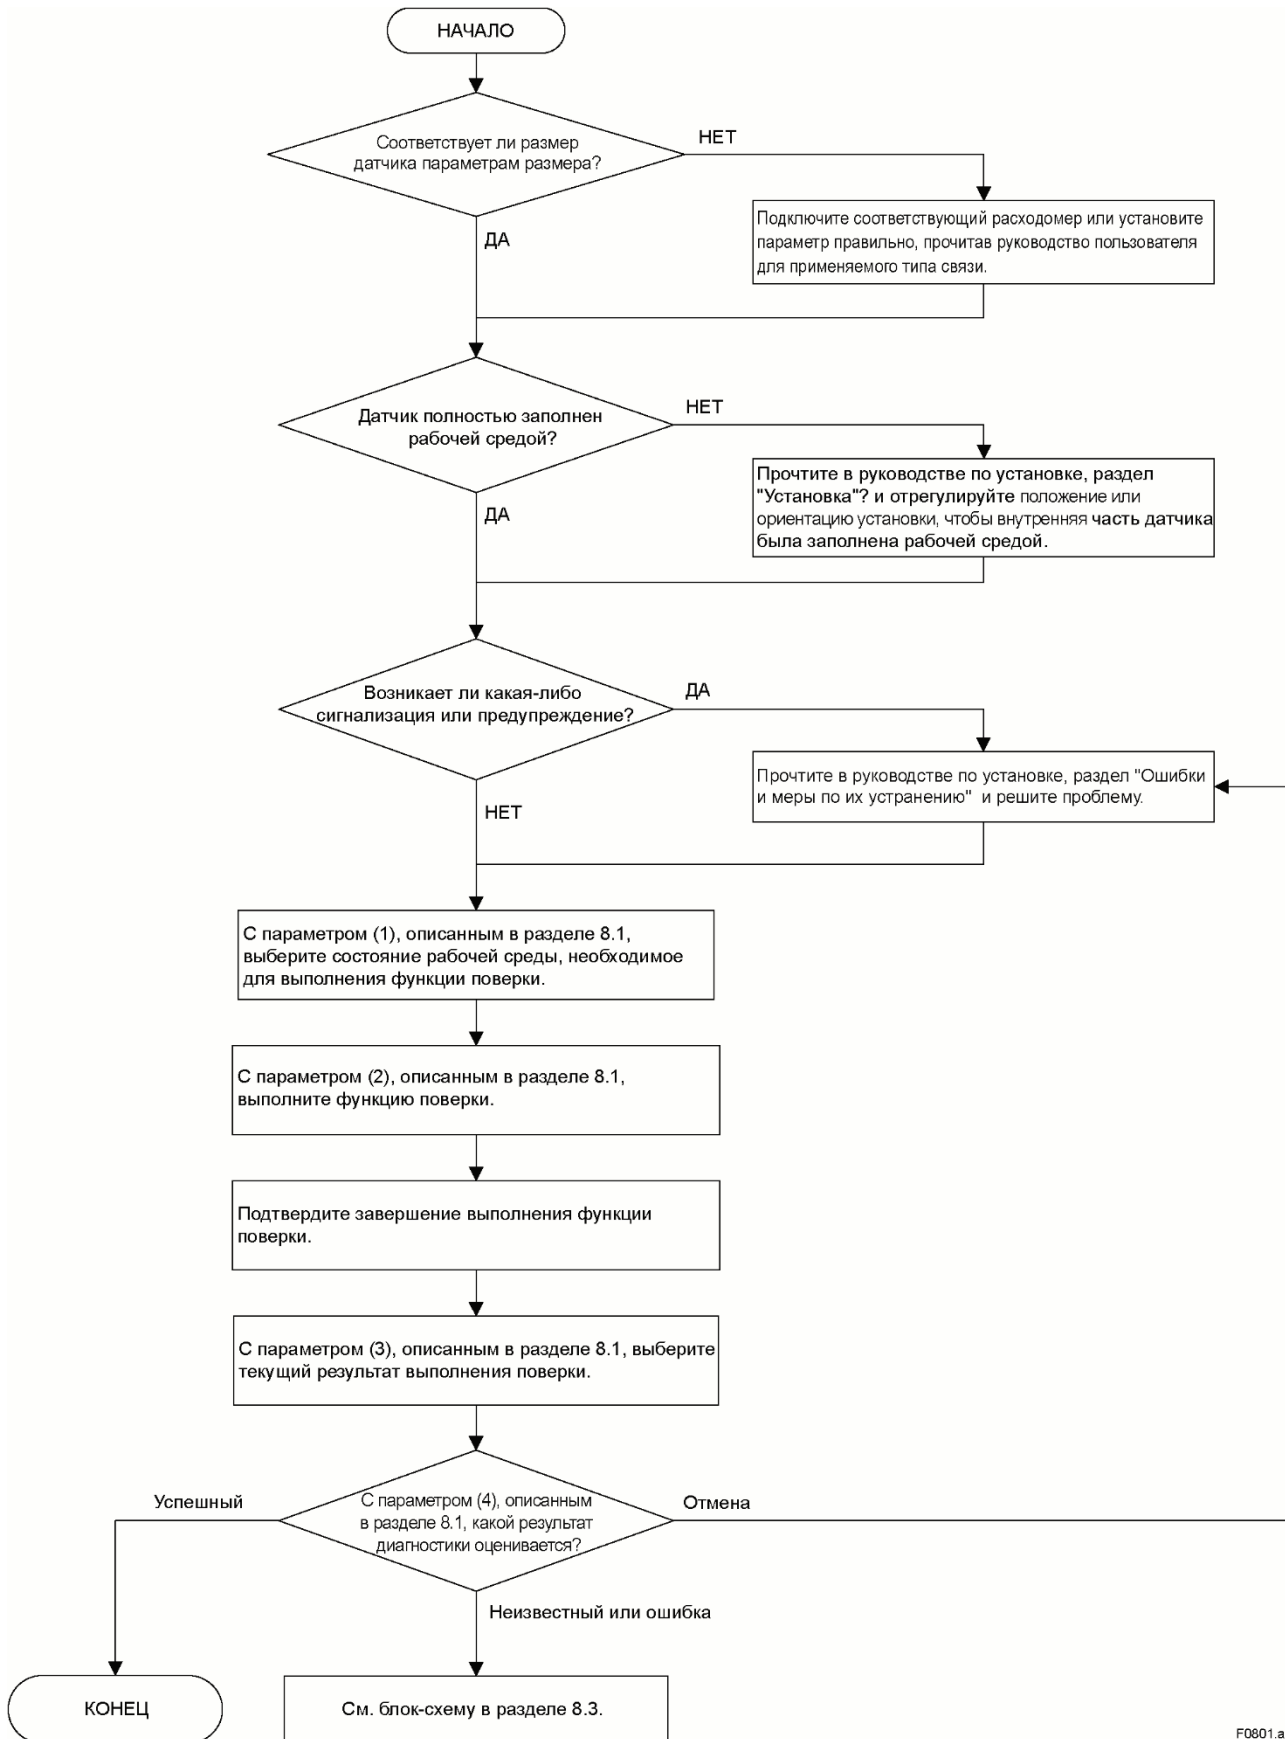 НАЧАЛО
Соответствует ли размер
датчика параметрам размера?
НЕТ
Подключите соответствующий расходомер или установите
параметр правильно, прочитав руководство пользователя
для применяемого типа связи.
ДА
Датчик полностью заполнен
рабочей средой?
НЕТ
Прочтите в руководстве по установке, раздел
"Установка"? и отрегулируйте положение или
ориентацию установки, чтобы внутренняя часть датчика
была заполнена рабочей средой.
ДА
Возникает ли какая-либо
сигнализация или предупреждение?
ДА
Прочтите в руководстве по установке, раздел "Ошибки
и меры по их устранению" и решите проблему.
НЕТ
С параметром (1), описанным в разделе 8.1,
выберите состояние рабочей среды, необходимое
для выполнения функции поверки.
С параметром (2), описанным в разделе 8.1,
выполните функцию поверки.
Подтвердите завершение выполнения функции
поверки.
С параметром (3), описанным в разделе 8.1, выберите
текущий результат выполнения поверки.
Успешный
С параметром (4), описанным
в разделе 8.1, какой результат
диагностики оценивается?
Отмена
Неизвестный или ошибка
КОНЕЦ
См. блок-схему в разделе 8.3.
F0801.a